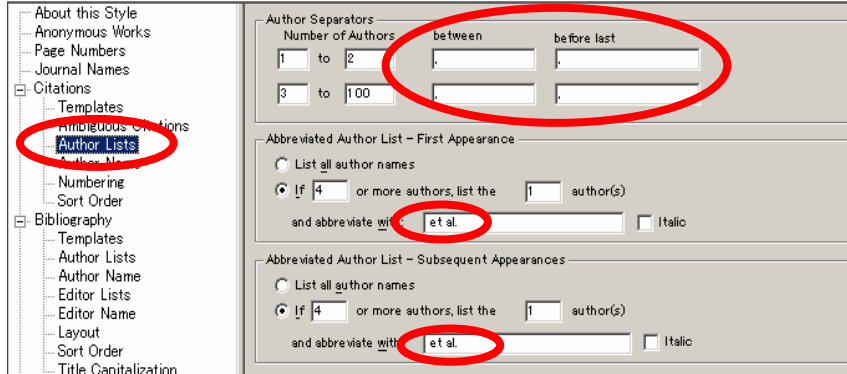 About this Style
Anonymous Works
Page Numbers
Journal Names
Citations
Templates
Ambiguous Citations
Author Lists
Author Name
Numbering
Sort Order
Bibliography
Templates
Author Lists
Author Name
Editor Lists
Editor Name
Layout
Sort Order
Title Capitalization
Author Separators
Number of Authors between before last
1 to 2 , ,
3 to 100 , ,
Abbreviated Author List - First Appearance
List all author names
If 4 or more authors, list the 1 author(s)
and abbreviate with: et al. Italic
Abbreviated Author List - Subsequent Appearances
List all author names
If 4 or more authors, list the 1 author(s)
and abbreviate with: et al. Italic